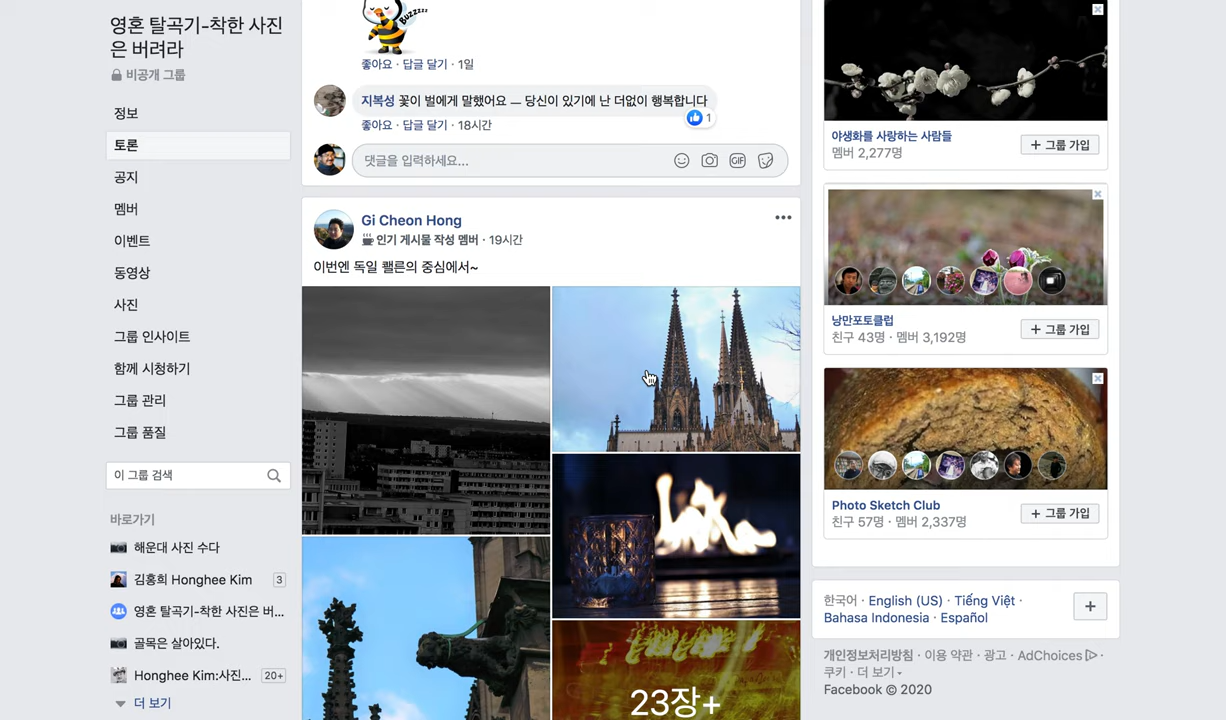 영혼 탈곡기-착한 사진
은 버려라
비공개 그룹
정보
토론
공지
멤버
이벤트
동영상
사진
그룹 인사이트
함께 시청하기
그룹 관리
그룹 품질
이 그룹 검색
바로가기
해운대 사진 수다
김홍희 Honghee Kim 3
영혼 탈곡기-착한 사진은 버...
골목은 살아있다.
Honghee Kim:사진... 20+
더 보기
Buzzzz
좋아요 · 답글 달기 · 1일
지복성 꽃이 벌에게 말했어요 ㅡ 당신이 있기에 난 더없이 행복합니다
1
좋아요 · 답글 달기 · 18시간
댓글을 입력하세요...
GIF
Gi Cheon Hong
인기 게시물 작성 멤버 · 19시간
이번엔 독일 쾰른의 중심에서~
23장+
야생화를 사랑하는 사람들
멤버 2,277명
+ 그룹 가입
낭만포토클럽
친구 43명 · 멤버 3,192명
+ 그룹 가입
Photo Sketch Club
친구 57명 · 멤버 2,337명
+ 그룹 가입
한국어 · English (US) · Tiếng Việt ·
Bahasa Indonesia · Español
+
개인정보처리방침 · 이용 약관 · 광고 · AdChoices ·
쿠키 · 더 보기
Facebook © 2020